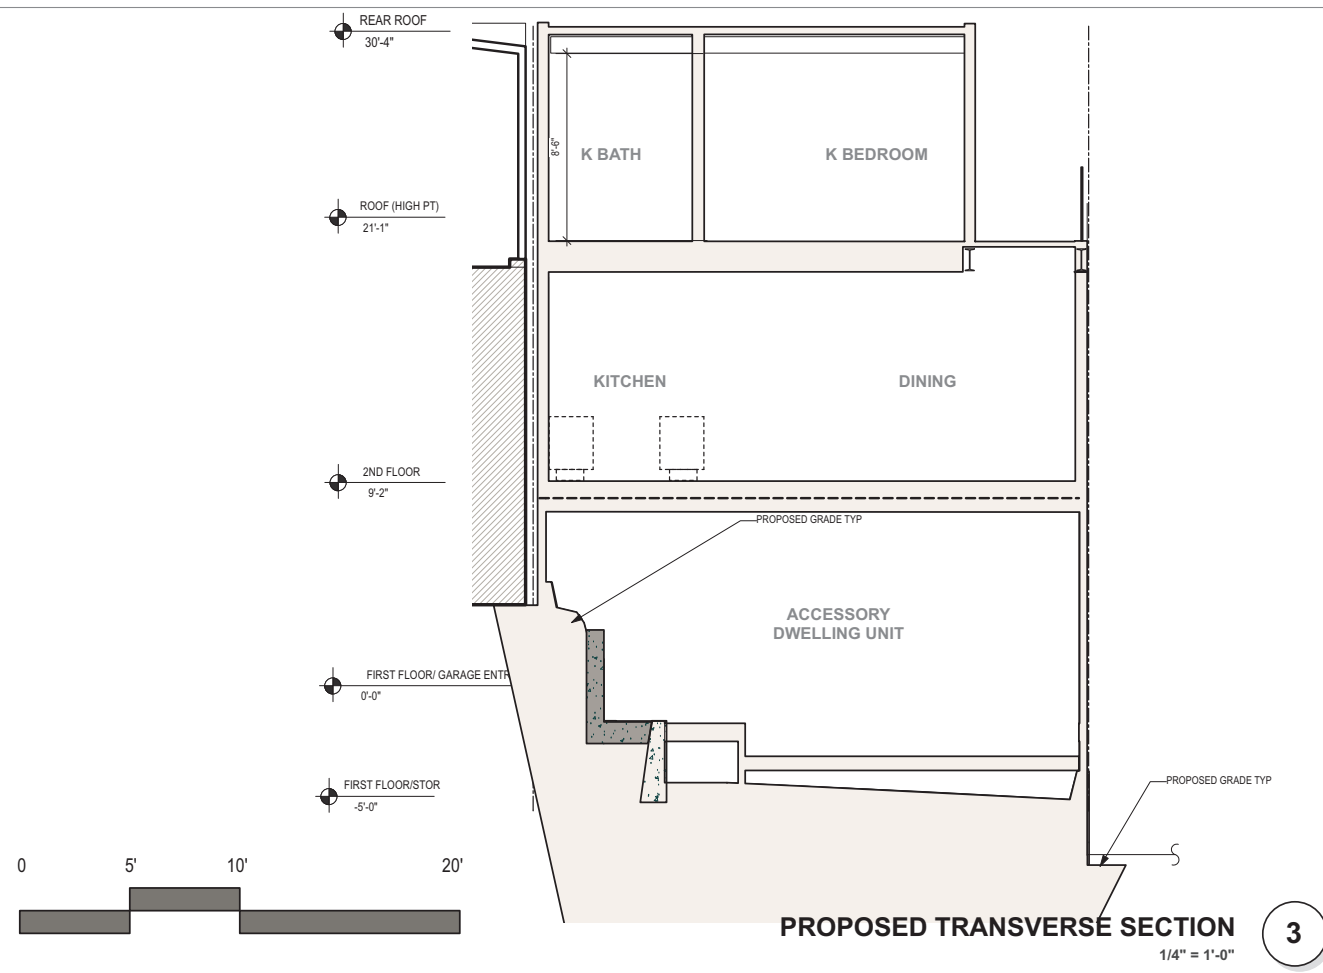 REAR ROOF
30'-4"
8'-6"
K BATH
K BEDROOM
ROOF (HIGH PT)
21'-1"
KITCHEN
DINING
2ND FLOOR
9'-2"
PROPOSED GRADE TYP
ACCESSORY
DWELLING UNIT
FIRST FLOOR/ GARAGE ENTR
0'-0"
FIRST FLOOR/STOR
-5'-0"
PROPOSED GRADE TYP
0 5' 10' 20'
PROPOSED TRANSVERSE SECTION
3
1/4" = 1'-0"